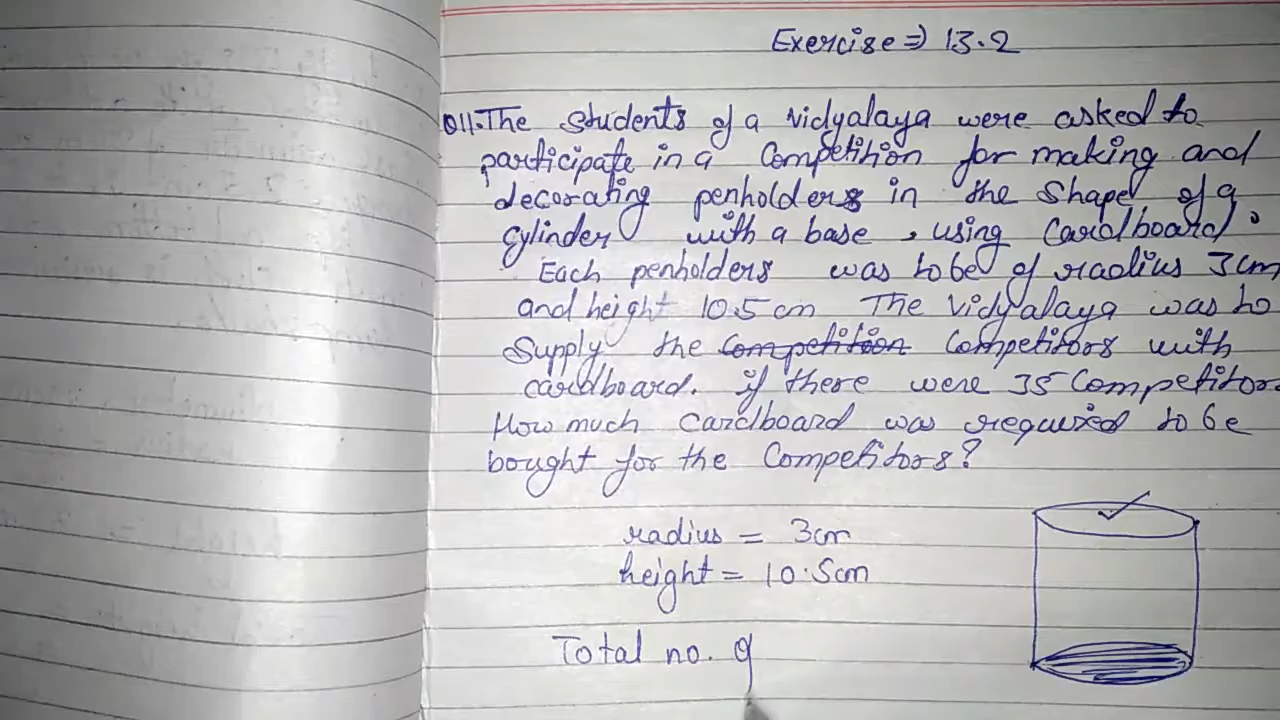 Exercise ⇒ 13.2
Q11. The students of a vidyalaya were asked to
participate in a Competition for making and
decorating penholders in the shape of a
cylinder with a base, using Cardboard.
Each penholders was to be of radius 3cm
and height 10.5 cm The Vidyalaya was to
Supply the competition Competitors with
cardboard. if there were 35 Competitors
How much Cardboard was required to be
bought for the Competitors?
radius = 3cm
height = 10.5cm
Total no. of